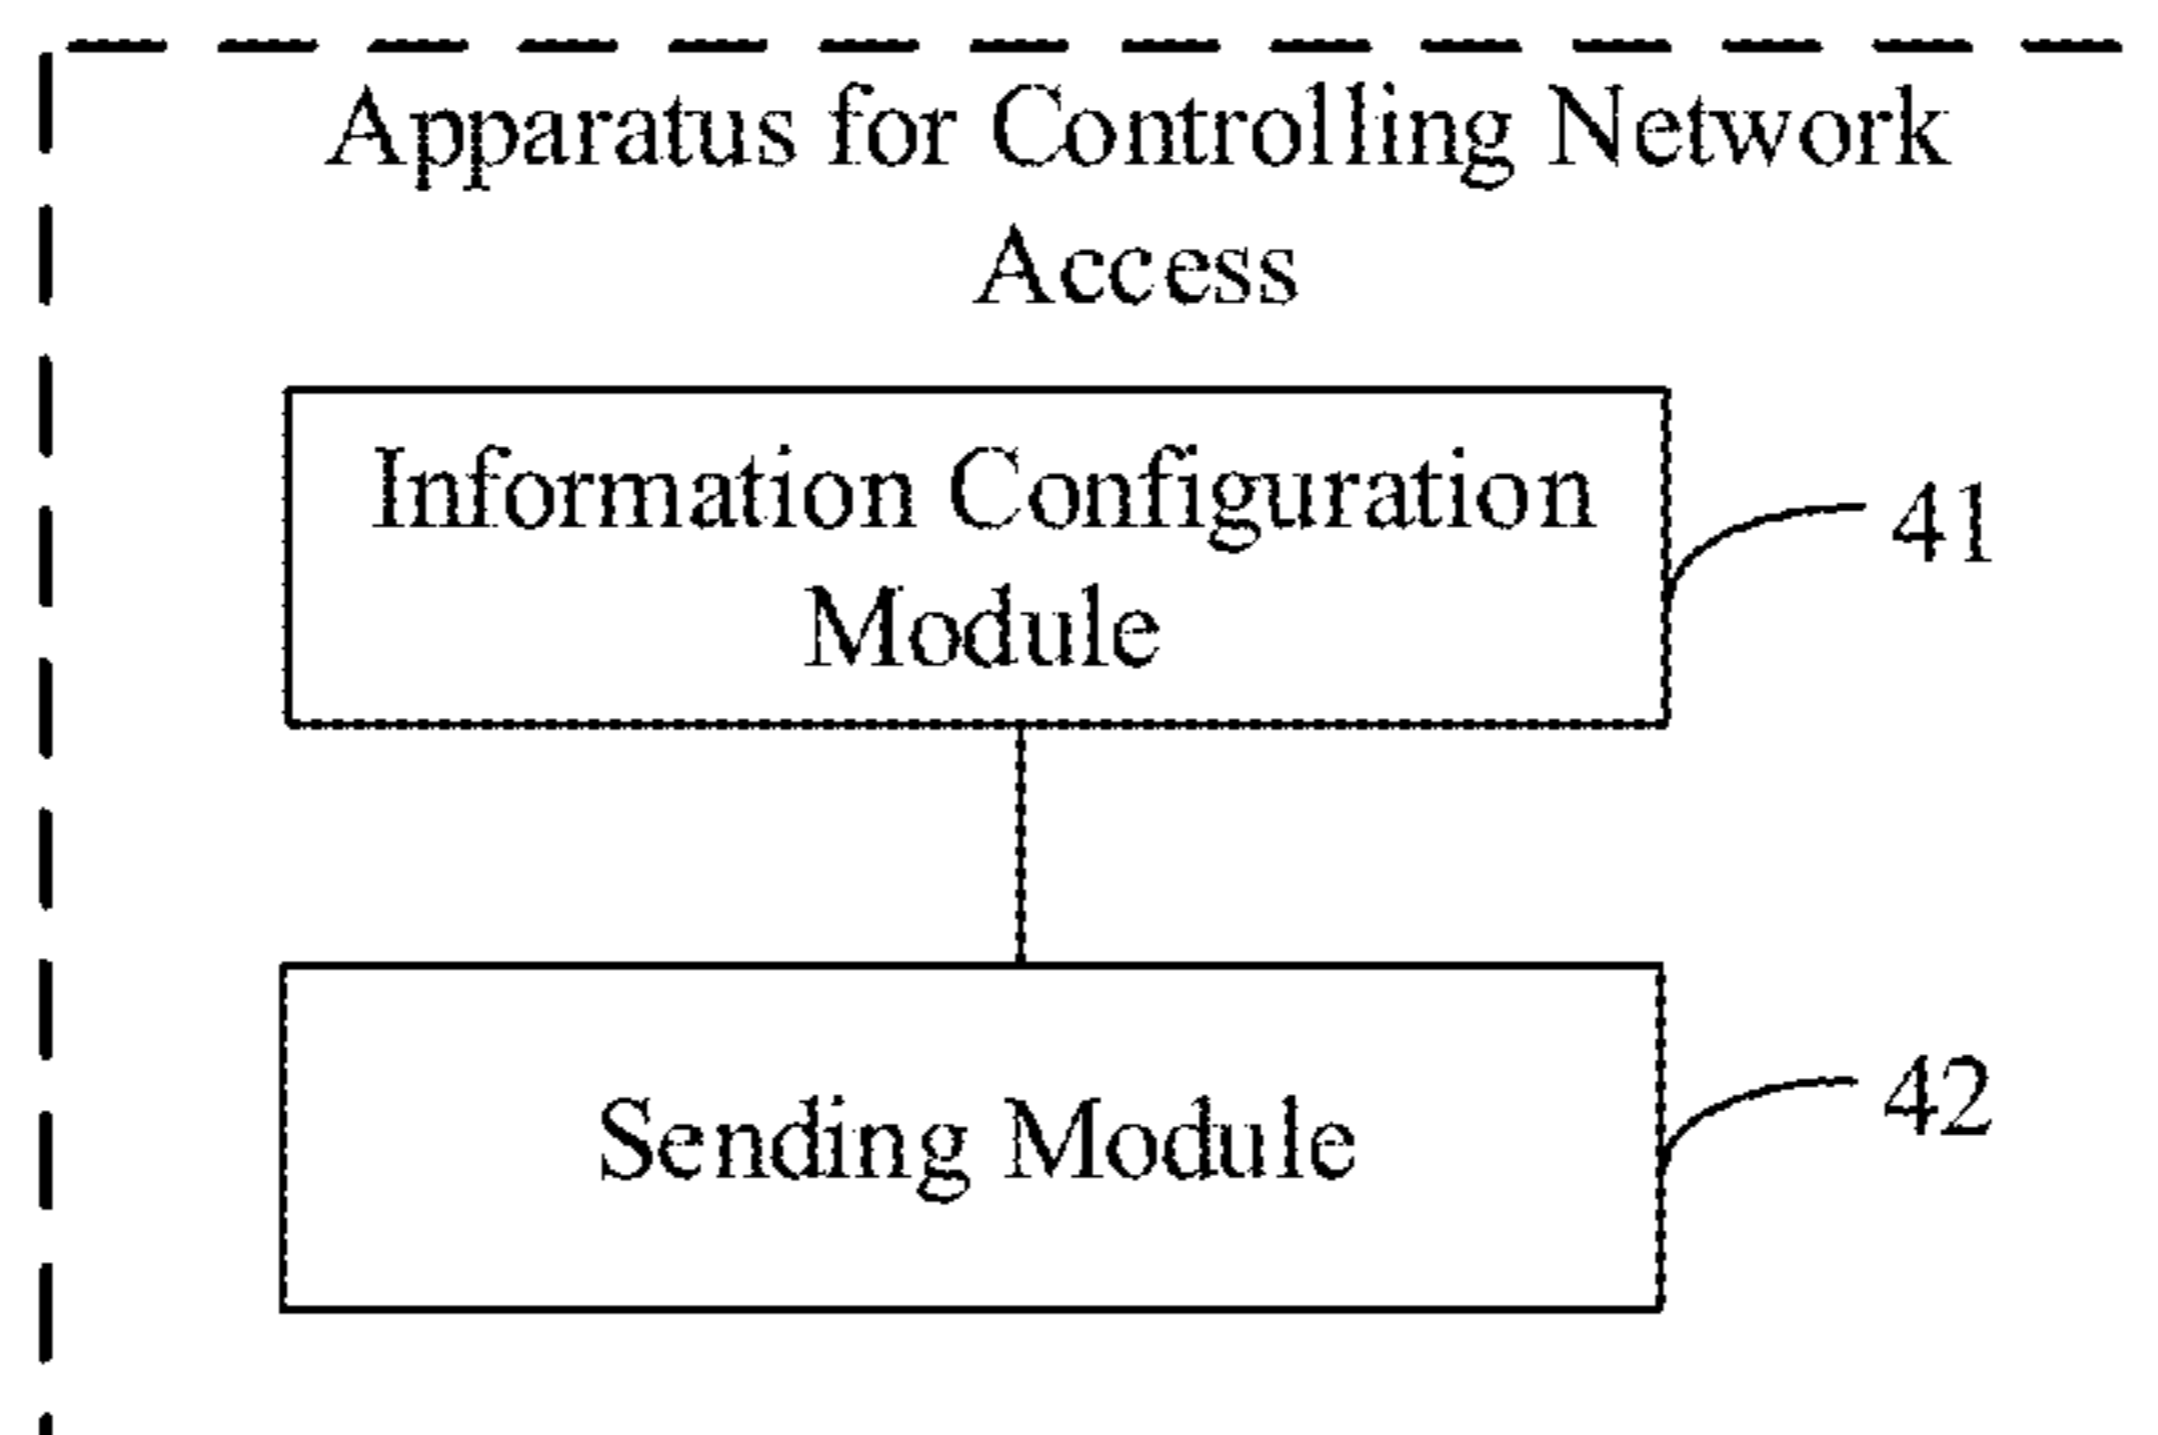 Apparatus for Controlling Network
Access
Information Configuration
Module
41
Sending Module
42